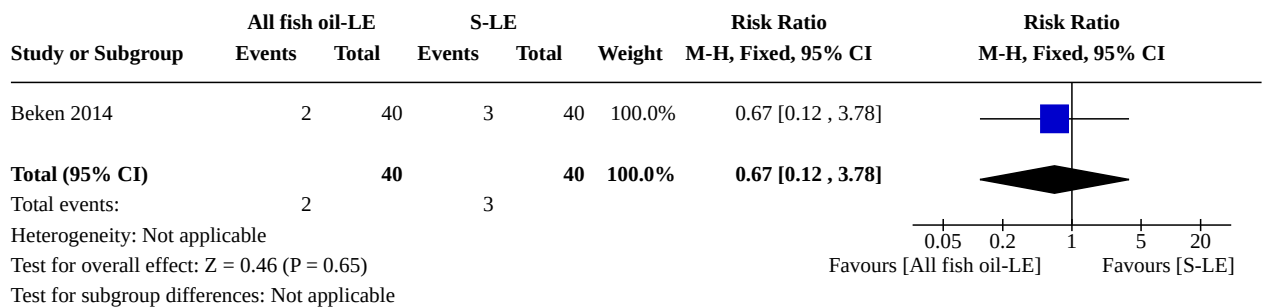 All fish oil-LE S-LE Risk Ratio Risk Ratio
Study or Subgroup Events Total Events Total Weight M-H, Fixed, 95% CI M-H, Fixed, 95% CI
Beken 2014 2 40 3 40 100.0% 0.67 [0.12 , 3.78]
Total (95% CI) 40 40 100.0% 0.67 [0.12 , 3.78]
Total events: 2 3
Heterogeneity: Not applicable 0.05 0.2 1 5 20
Test for overall effect: Z = 0.46 (P = 0.65) Favours [All fish oil-LE] Favours [S-LE]
Test for subgroup differences: Not applicable